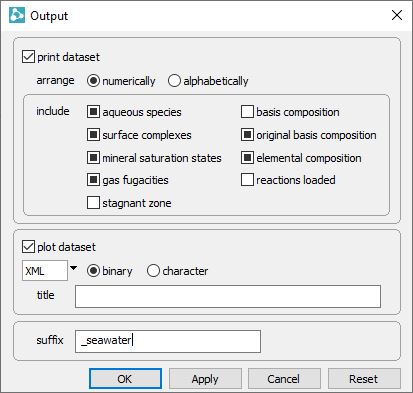 Output
print dataset
arrange numerically alphabetically
include aqueous species basis composition
surface complexes original basis composition
mineral saturation states elemental composition
gas fugacities reactions loaded
stagnant zone
plot dataset
XML binary character
title
suffix _seawater
OK Apply Cancel Reset